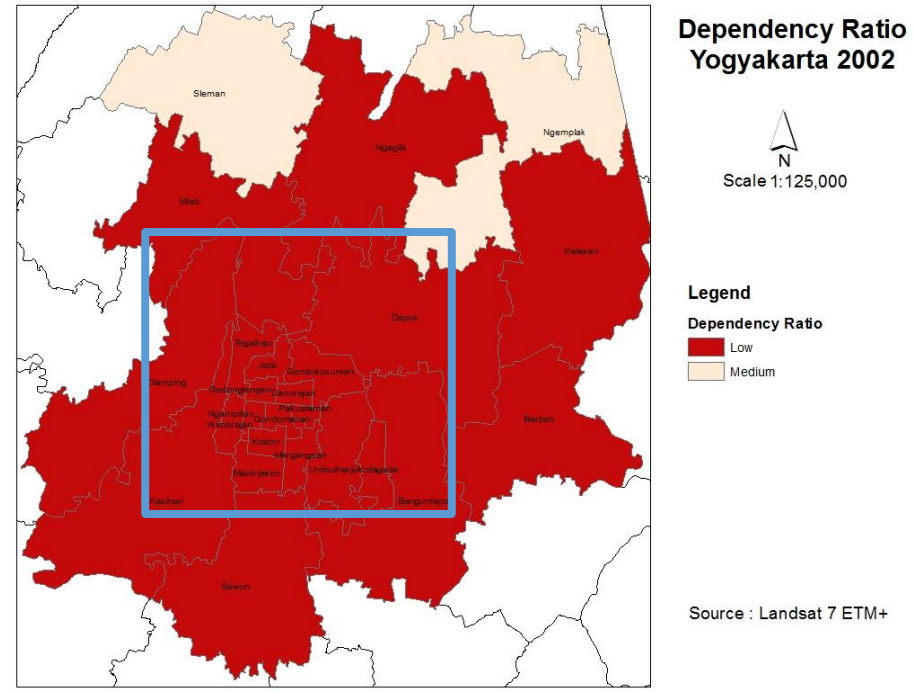 Dependency Ratio
Yogyakarta 2002
N
Scale 1:125,000
Legend
Dependency Ratio
Low
Medium
Source : Landsat 7 ETM+
Sleman
Ngemplak
Ngaglik
Mlati
Kalasan
Depok
Tegalrejo
Jetis
Gondokusuman
Gamping
Gedongtengen
Danurejan
Pakualaman
Ngampilan
Gondomanan
Wirobrajan
Berbah
Kraton
Mergangsan
Mantrijeron
Umbulharjo
Kotagede
Kasihan
Banguntapa
Sewon